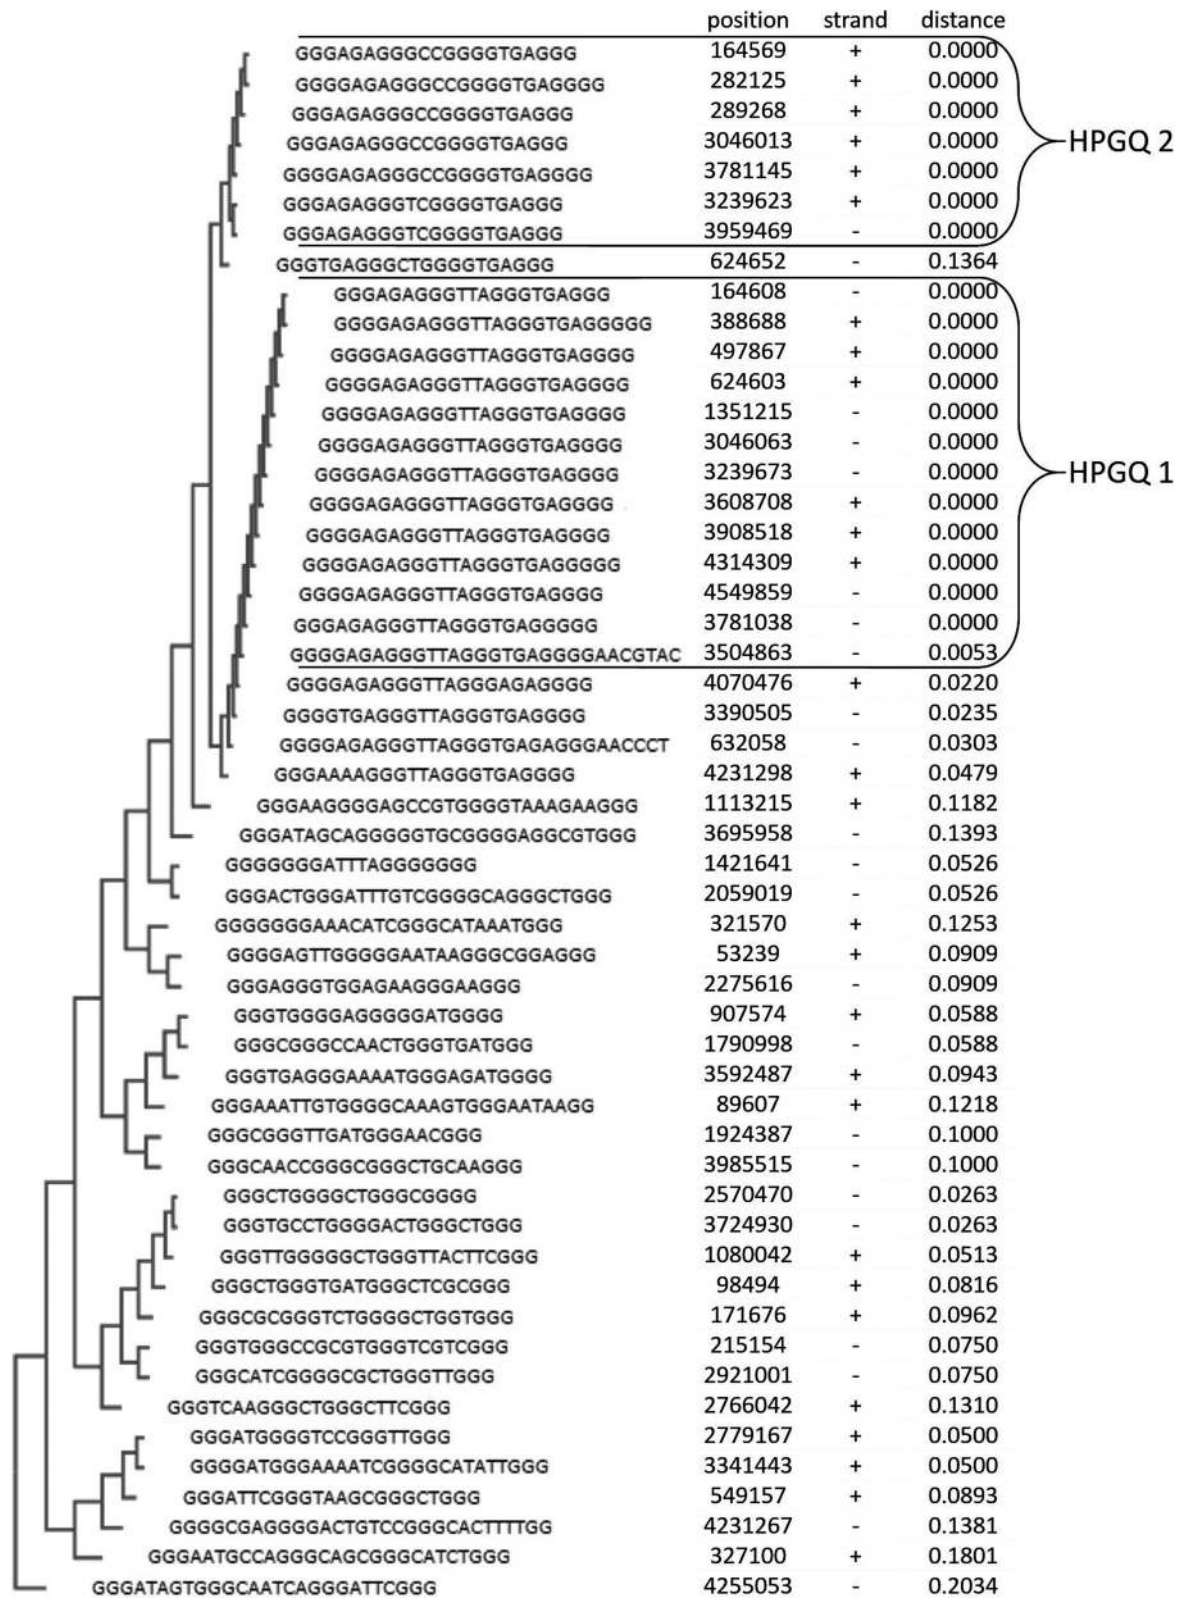 position strand distance
GGGAGAGGGCCGGGGTGAGGG 164569 + 0.0000
GGGGAGAGGGCCGGGGTGAGGGG 282125 + 0.0000
GGGAGAGGGCCGGGGTGAGGG 289268 + 0.0000
GGGAGAGGGCCGGGGTGAGGG 3046013 + 0.0000
HPGQ 2
GGGGAGAGGGCCGGGGTGAGGGG 3781145 + 0.0000
GGGAGAGGGTCGGGGTGAGGG 3239623 + 0.0000
GGGAGAGGGTCGGGGTGAGGG 3959469 - 0.0000
GGGTGAGGGCTGGGGTGAGGG 624652 - 0.1364
GGGAGAGGGTTAGGGTGAGGG 164608 - 0.0000
GGGGAGAGGGTTAGGGTGAGGGGG 388688 + 0.0000
GGGGAGAGGGTTAGGGTGAGGGG 497867 + 0.0000
GGGGAGAGGGTTAGGGTGAGGGG 624603 + 0.0000
GGGGAGAGGGTTAGGGTGAGGGG 1351215 - 0.0000
GGGGAGAGGGTTAGGGTGAGGGG 3046063 - 0.0000
GGGGAGAGGGTTAGGGTGAGGGG 3239673 - 0.0000
HPGQ 1
GGGGAGAGGGTTAGGGTGAGGGG 3608708 + 0.0000
GGGGAGAGGGTTAGGGTGAGGGG 3908518 + 0.0000
GGGGAGAGGGTTAGGGTGAGGGGG 4314309 + 0.0000
GGGGAGAGGGTTAGGGTGAGGGG 4549859 - 0.0000
GGGAGAGGGTTAGGGTGAGGGGG 3781038 - 0.0000
GGGGAGAGGGTTAGGGTGAGGGGAACGTAC 3504863 - 0.0053
GGGGAGAGGGTTAGGGAGAGGGG 4070476 + 0.0220
GGGGTGAGGGTTAGGGTGAGGGG 3390505 - 0.0235
GGGGAGAGGGTTAGGGTGAGAGGGAACCCT 632058 - 0.0303
GGGAAAAGGGTTAGGGTGAGGGG 4231298 + 0.0479
GGGAAGGGGAGCCGTGGGGTAAAGAAGGG 1113215 + 0.1182
GGGATAGCAGGGGGTGCGGGGAGGCGTGGG 3695958 - 0.1393
GGGGGGGATTTAGGGGGGG 1421641 - 0.0526
GGGACTGGGATTTGTCGGGGCAGGGCTGGG 2059019 - 0.0526
GGGGGGGAAACATCGGGCATAAATGGG 321570 + 0.1253
GGGGAGTTGGGGGAATAAGGGCGGAGGG 53239 + 0.0909
GGGAGGGTGGAGAAGGGAAGGG 2275616 - 0.0909
GGGTGGGGAGGGGGATGGGG 907574 + 0.0588
GGGCGGGCCAACTGGGTGATGGG 1790998 - 0.0588
GGGTGAGGGAAAATGGGAGATGGGG 3592487 + 0.0943
GGGAAATTGTGGGGCAAAGTGGGAATAAGG 89607 + 0.1218
GGGCGGGTTGATGGGAACGGG 1924387 - 0.1000
GGGCAACCGGGCGGGCTGCAAGGG 3985515 - 0.1000
GGGCTGGGGCTGGGCGGGG 2570470 - 0.0263
GGGTGCCTGGGGACTGGGCTGGG 3724930 - 0.0263
GGGTTGGGGGCTGGGTTACTTCGGG 1080042 + 0.0513
GGGCTGGGTGATGGGCTCGCGGG 98494 + 0.0816
GGGCGCGGGTCTGGGGCTGGTGGG 171676 + 0.0962
GGGTGGGCCGCGTGGGTCGTCGGG 215154 - 0.0750
GGGCATCGGGGCGCTGGGTTGGG 2921001 - 0.0750
GGGTCAAGGGCTGGGCTTCGGG 2766042 + 0.1310
GGGATGGGGTCCGGGTTGGG 2779167 + 0.0500
GGGGATGGGAAAATCGGGGCATATTGGG 3341443 + 0.0500
GGGATTCGGGTAAGCGGGCTGGG 549157 + 0.0893
GGGGCGAGGGGACTGTCCGGGCACTTTTGG 4231267 - 0.1381
GGGAATGCCAGGGCAGCGGGCATCTGGG 327100 + 0.1801
GGGATAGTGGGCAATCAGGGATTCGGG 4255053 - 0.2034